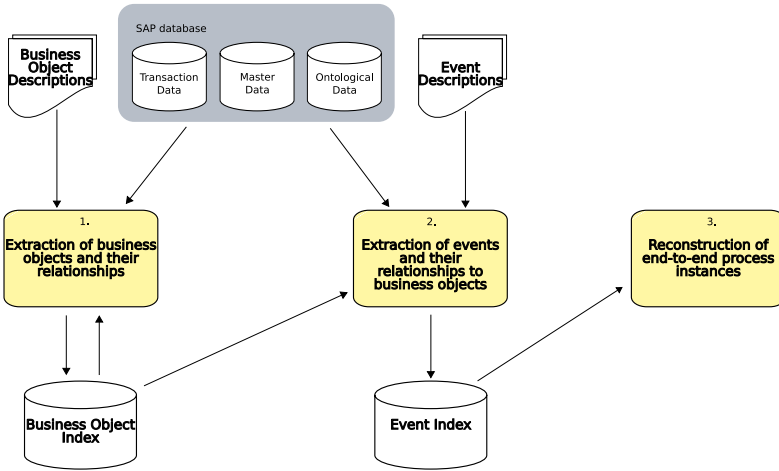 SAP database
Business
Object
Descriptions
Transaction
Data
Master
Data
Ontological
Data
Event
Descriptions
1.
Extraction of business
objects and their
relationships
2.
Extraction of events
and their
relationships to
business objects
3.
Reconstruction of
end-to-end process
instances
Business Object
Index
Event Index